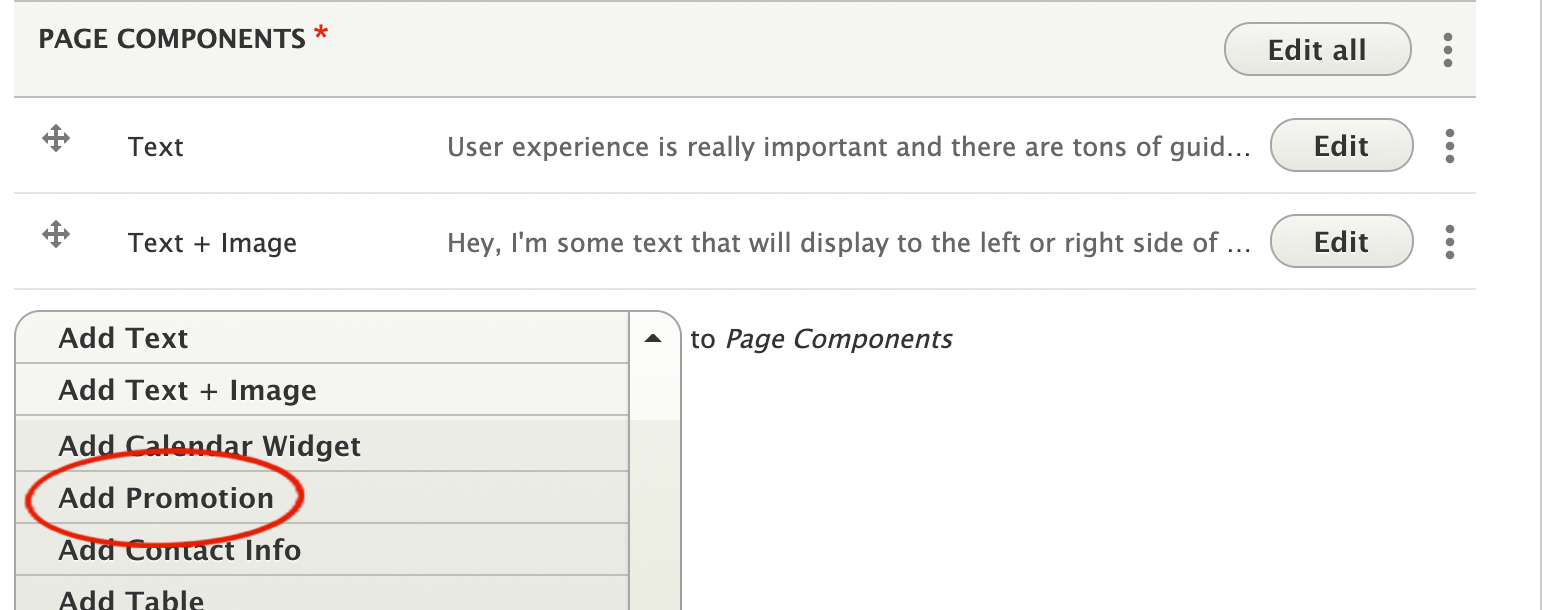 PAGE COMPONENTS *
Edit all
Text
User experience is really important and there are tons of guid...
Edit
Text + Image
Hey, I'm some text that will display to the left or right side of ...
Edit
Add Text
to Page Components
Add Text + Image
Add Calendar Widget
Add Promotion
Add Contact Info
Add Table